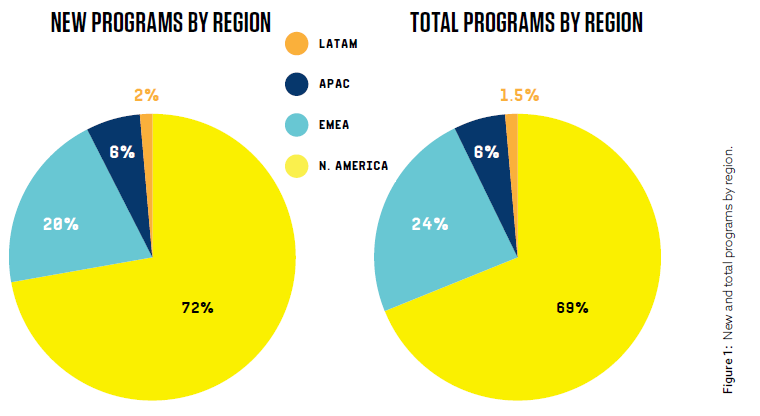 NEW PROGRAMS BY REGION
2%
6%
20%
72%
LATAM
APAC
EMEA
N. AMERICA
TOTAL PROGRAMS BY REGION
1.5%
6%
24%
69%
Figure 1: New and total programs by region.